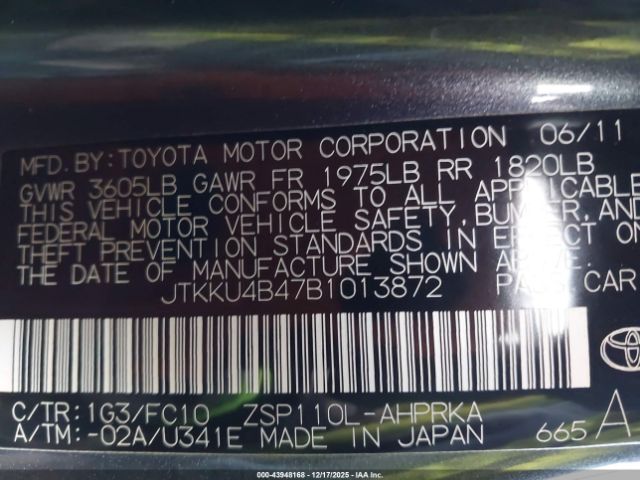 MFD.BY:TOYOTA MOTOR CORPORATION 06/11
GVWR 3605LB GAWR FR 1975LB RR 1820LB
THIS VEHICLE CONFORMS TO ALL APPLICABLE
FEDERAL MOTOR VEHICLE SAFETY, BUMPER, AND
THEFT PREVENTION STANDARDS IN EFFECT ON
THE DATE OF MANUFACTURE SHOWN ABOVE.
JTKKU4B47B1013872 PASS CAR
C/TR:1G3/FC10 ZSP110L-AHPRKA
A/TM:-02A/U341E MADE IN JAPAN 665 A
00-43948168 - 12/17/2025 - COPYRIGHT IAA, LLC